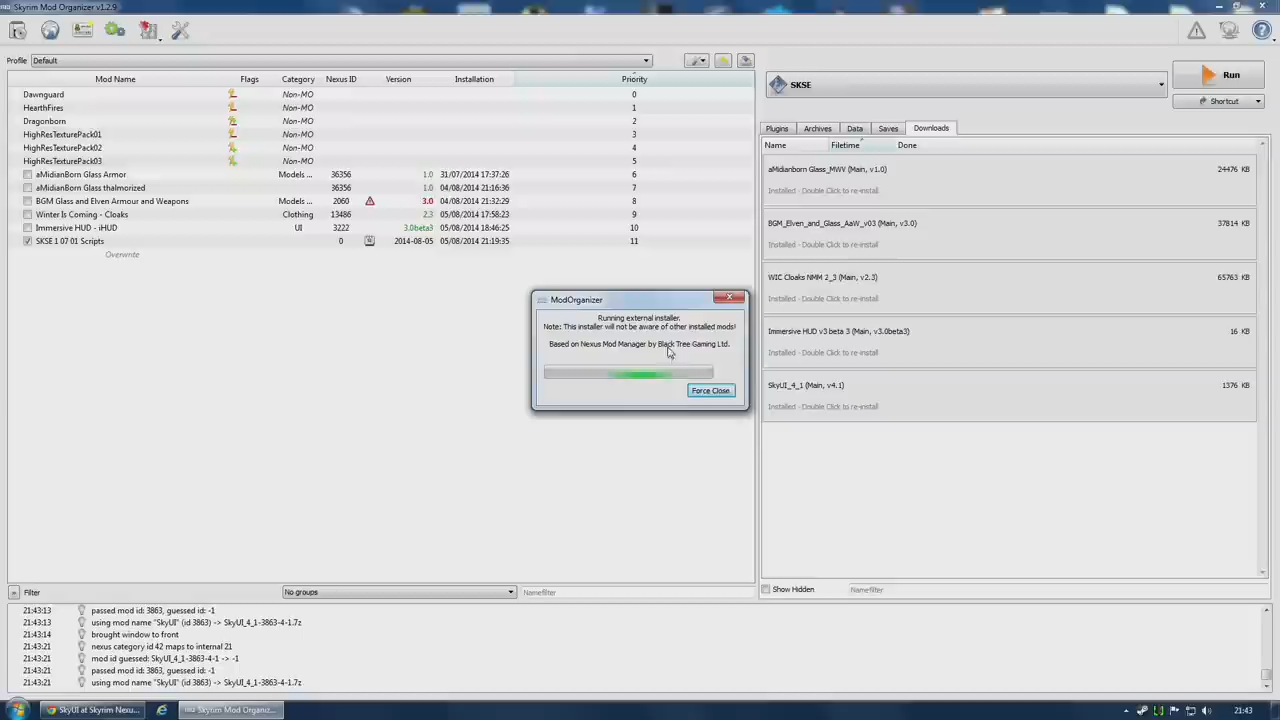 Skyrim Mod Organizer v1.2.9
Profile Default
Mod Name Flags Category Nexus ID Version Installation Priority
Dawnguard Non-MO 0
HearthFires Non-MO 1
Dragonborn Non-MO 2
HighResTexturePack01 Non-MO 3
HighResTexturePack02 Non-MO 4
HighResTexturePack03 Non-MO 5
aMidianBorn Glass Armor Models ... 36356 1.0 31/07/2014 17:37:26 6
aMidianBorn Glass thalmorized 36356 1.0 04/08/2014 21:16:36 7
BGM Glass and Elven Armour and Weapons Models ... 2060 3.0 04/08/2014 21:32:29 8
Winter Is Coming - Cloaks Clothing 13486 2.3 05/08/2014 17:58:23 9
Immersive HUD - iHUD UI 3222 3.0beta3 05/08/2014 18:46:25 10
SKSE 1 07 01 Scripts 0 2014-08-05 05/08/2014 21:19:35 11
Overwrite
SKSE
Run
Shortcut
Plugins Archives Data Saves Downloads
Name Filetime Done
aMidianborn Glass_MWV (Main, v1.0) 24476 KB
Installed - Double Click to re-install
BGM_Elven_and_Glass_AaW_v03 (Main, v3.0) 37814 KB
Installed - Double Click to re-install
WIC Cloaks NMM 2_3 (Main, v2.3) 65763 KB
Installed - Double Click to re-install
Immersive HUD v3 beta 3 (Main, v3.0beta3) 16 KB
Installed - Double Click to re-install
SkyUI_4_1 (Main, v4.1) 1376 KB
Installed - Double Click to re-install
ModOrganizer
Running external installer.
Note: This installer will not be aware of other installed mods!
Based on Nexus Mod Manager by Black Tree Gaming Ltd.
Force Close
Filter No groups Namefilter
Show Hidden Namefilter
21:43:13 passed mod id: 3863, guessed id: -1
21:43:13 using mod name "SkyUI" (id 3863) -> SkyUI_4_1-3863-4-1.7z
21:43:14 brought window to front
21:43:21 nexus category id 42 maps to internal 21
21:43:21 mod id guessed: SkyUI_4_1-3863-4-1 -> -1
21:43:21 passed mod id: 3863, guessed id: -1
21:43:21 using mod name "SkyUI" (id 3863) -> SkyUI_4_1-3863-4-1.7z
SkyUI at Skyrim Nexu... Skyrim Mod Organiz... 21:43